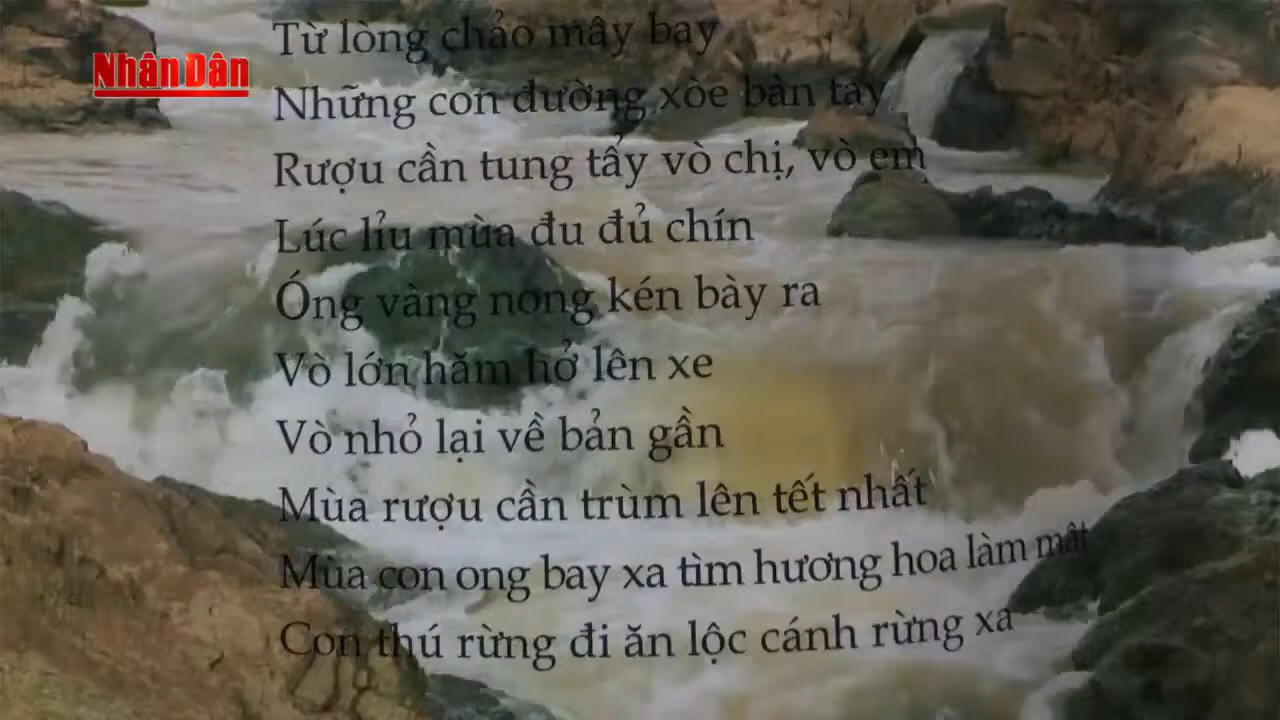 Từ lòng chảo mây bay
NhânDân
Những con đường xòe bàn tay
Rượu cần tung tẩy vò chị, vò em
Lúc lỉu mùa đu đủ chín
Óng vàng nong kén bày ra
Vò lớn hăm hở lên xe
Vò nhỏ lại về bản gần
Mùa rượu cần trùm lên tết nhất
Mùa con ong bay xa tìm hương hoa làm mật
Con thú rừng đi ăn lộc cánh rừng xa